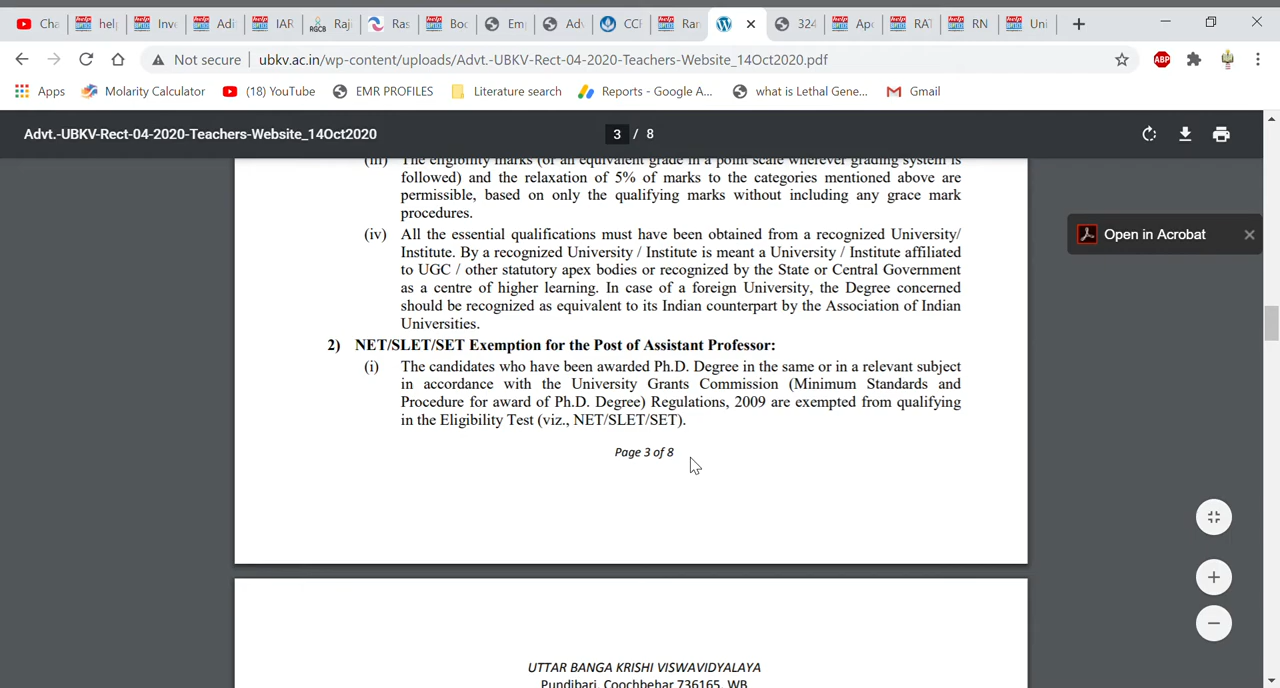 Cha
help
Inve
Adi
IAR
Raji
Ras
Boo
Emp
Adv
CCR
Ran
324
Apo
RAT
RN
Uni
Not secure | ubkv.ac.in/wp-content/uploads/Advt.-UBKV-Rect-04-2020-Teachers-Website_14Oct2020.pdf
ABP
Apps Molarity Calculator (18) YouTube EMR PROFILES Literature search Reports - Google A... what is Lethal Gene... Gmail
Advt.-UBKV-Rect-04-2020-Teachers-Website_14Oct2020 3 / 8
(iii) The eligibility marks (or an equivalent grade in a point scale wherever grading system is
followed) and the relaxation of 5% of marks to the categories mentioned above are
permissible, based on only the qualifying marks without including any grace mark
procedures.
Open in Acrobat
(iv) All the essential qualifications must have been obtained from a recognized University/
Institute. By a recognized University / Institute is meant a University / Institute affiliated
to UGC / other statutory apex bodies or recognized by the State or Central Government
as a centre of higher learning. In case of a foreign University, the Degree concerned
should be recognized as equivalent to its Indian counterpart by the Association of Indian
Universities.
2) NET/SLET/SET Exemption for the Post of Assistant Professor:
(i) The candidates who have been awarded Ph.D. Degree in the same or in a relevant subject
in accordance with the University Grants Commission (Minimum Standards and
Procedure for award of Ph.D. Degree) Regulations, 2009 are exempted from qualifying
in the Eligibility Test (viz., NET/SLET/SET).
Page 3 of 8
UTTAR BANGA KRISHI VISWAVIDYALAYA
Pundibari, Coochbehar 736165, WB